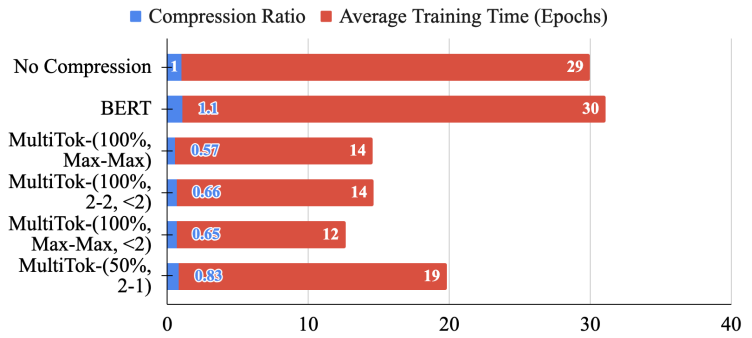 Compression Ratio Average Training Time (Epochs)
No Compression 1 29
BERT 1.1 30
MultiTok-(100%,
Max-Max) 0.57 14
MultiTok-(100%,
2-2, <2) 0.66 14
MultiTok-(100%,
Max-Max, <2) 0.65 12
MultiTok-(50%,
2-1) 0.83 19
0 10 20 30 40